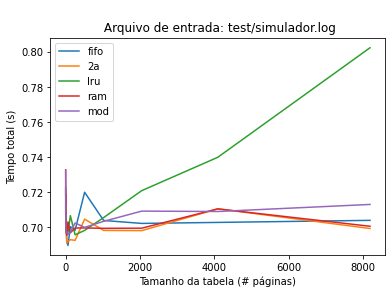 Arquivo de entrada: test/simulador.log
Tempo total (s)
0.80
0.78
0.76
0.74
0.72
0.70
fifo
2a
lru
ram
mod
0 2000 4000 6000 8000
Tamanho da tabela (# páginas)